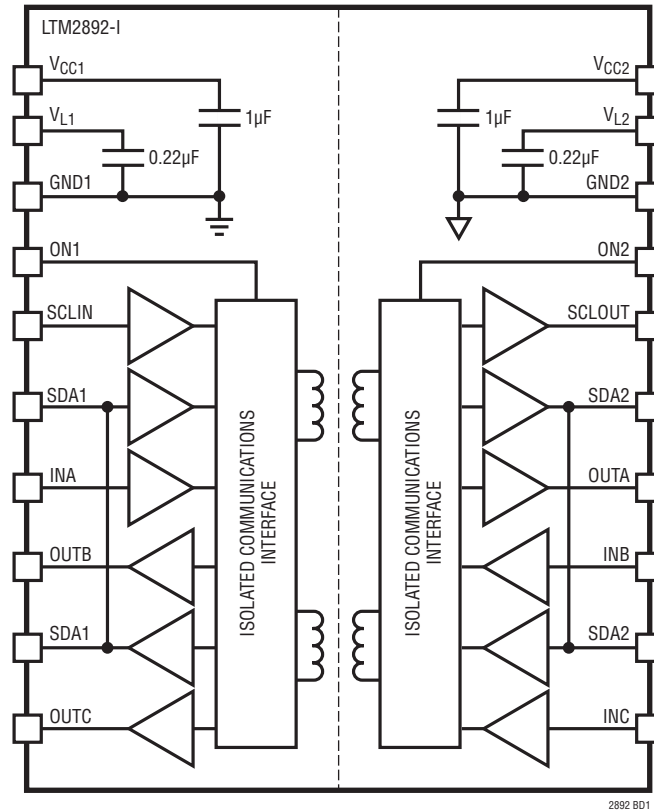 LTM2892-I
VCC1
VCC2
1µF
1µF
VL1
VL2
0.22µF
0.22µF
GND1
GND2
ON1
ON2
SCLIN
SCLOUT
SDA1
SDA2
INA
OUTA
ISOLATED COMMUNICATIONS
INTERFACE
ISOLATED COMMUNICATIONS
INTERFACE
OUTB
INB
SDA1
SDA2
OUTC
INC
2892 BD1